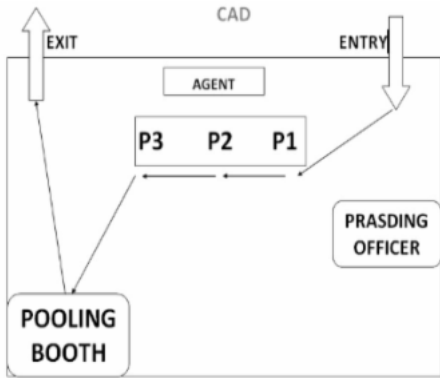 CAD
EXIT
ENTRY
AGENT
P3 P2 P1
PRASDING
OFFICER
POOLING
BOOTH